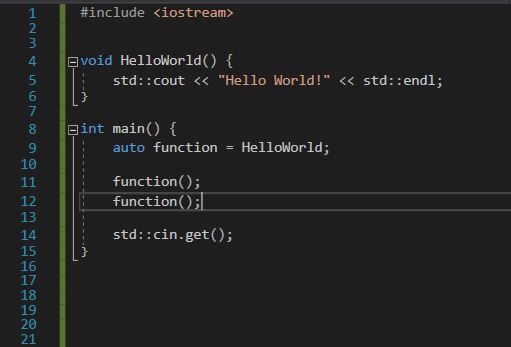 1 #include <iostream>
2
3
4 void HelloWorld() {
5     std::cout << "Hello World!" << std::endl;
6 }
7
8 int main() {
9     auto function = HelloWorld;
10
11     function();
12     function();
13
14     std::cin.get();
15 }
16
17
18
19
20
21